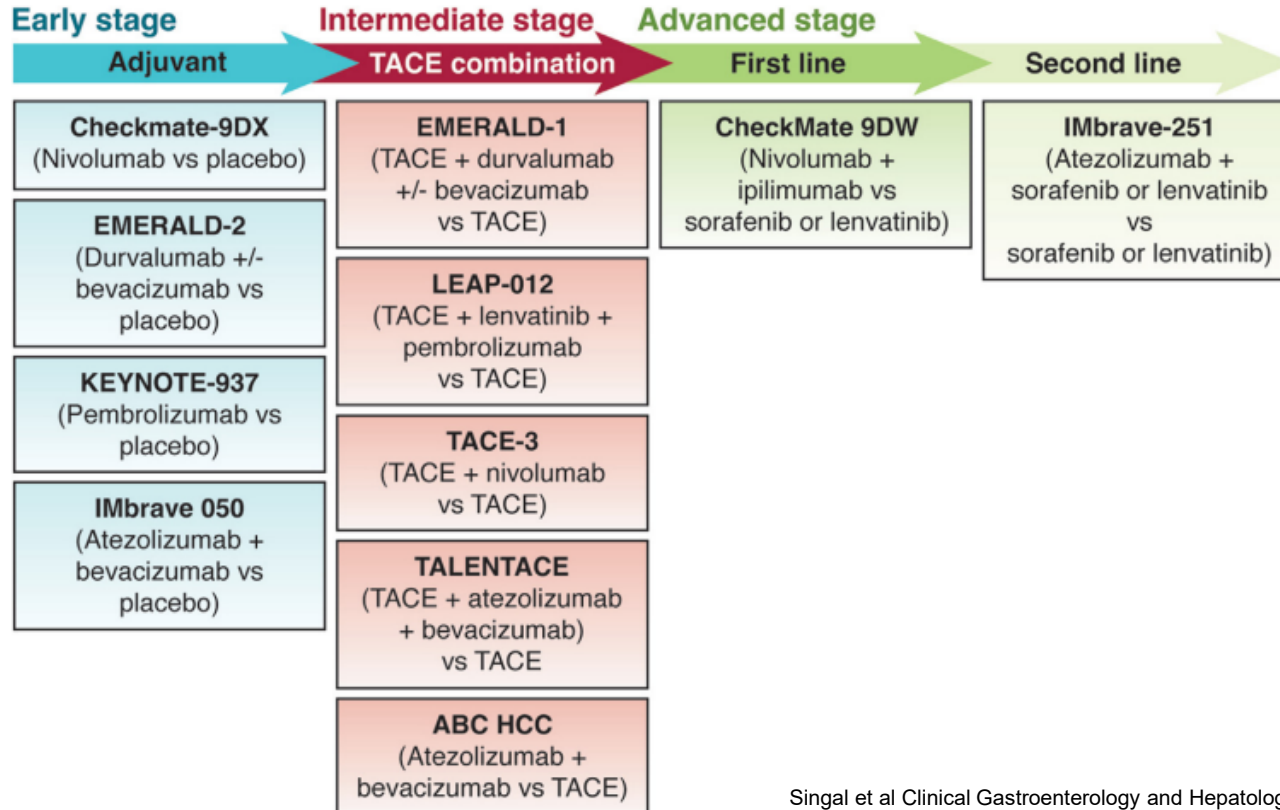 Early stage
Intermediate stage
Advanced stage
Adjuvant
TACE combination
First line
Second line
Checkmate-9DX
(Nivolumab vs placebo)
EMERALD-2
(Durvalumab +/-
bevacizumab vs
placebo)
KEYNOTE-937
(Pembrolizumab vs
placebo)
IMbrave 050
(Atezolizumab +
bevacizumab vs
placebo)
EMERALD-1
(TACE + durvalumab
+/- bevacizumab
vs TACE)
LEAP-012
(TACE + lenvatinib +
pembrolizumab
vs TACE)
TACE-3
(TACE + nivolumab
vs TACE)
TALENTACE
(TACE + atezolizumab
+ bevacizumab)
vs TACE
ABC HCC
(Atezolizumab +
bevacizumab vs TACE)
CheckMate 9DW
(Nivolumab +
ipilimumab vs
sorafenib or lenvatinib)
IMbrave-251
(Atezolizumab +
sorafenib or lenvatinib
vs
sorafenib or lenvatinib)
Singal et al Clinical Gastroenterology and Hepatolog